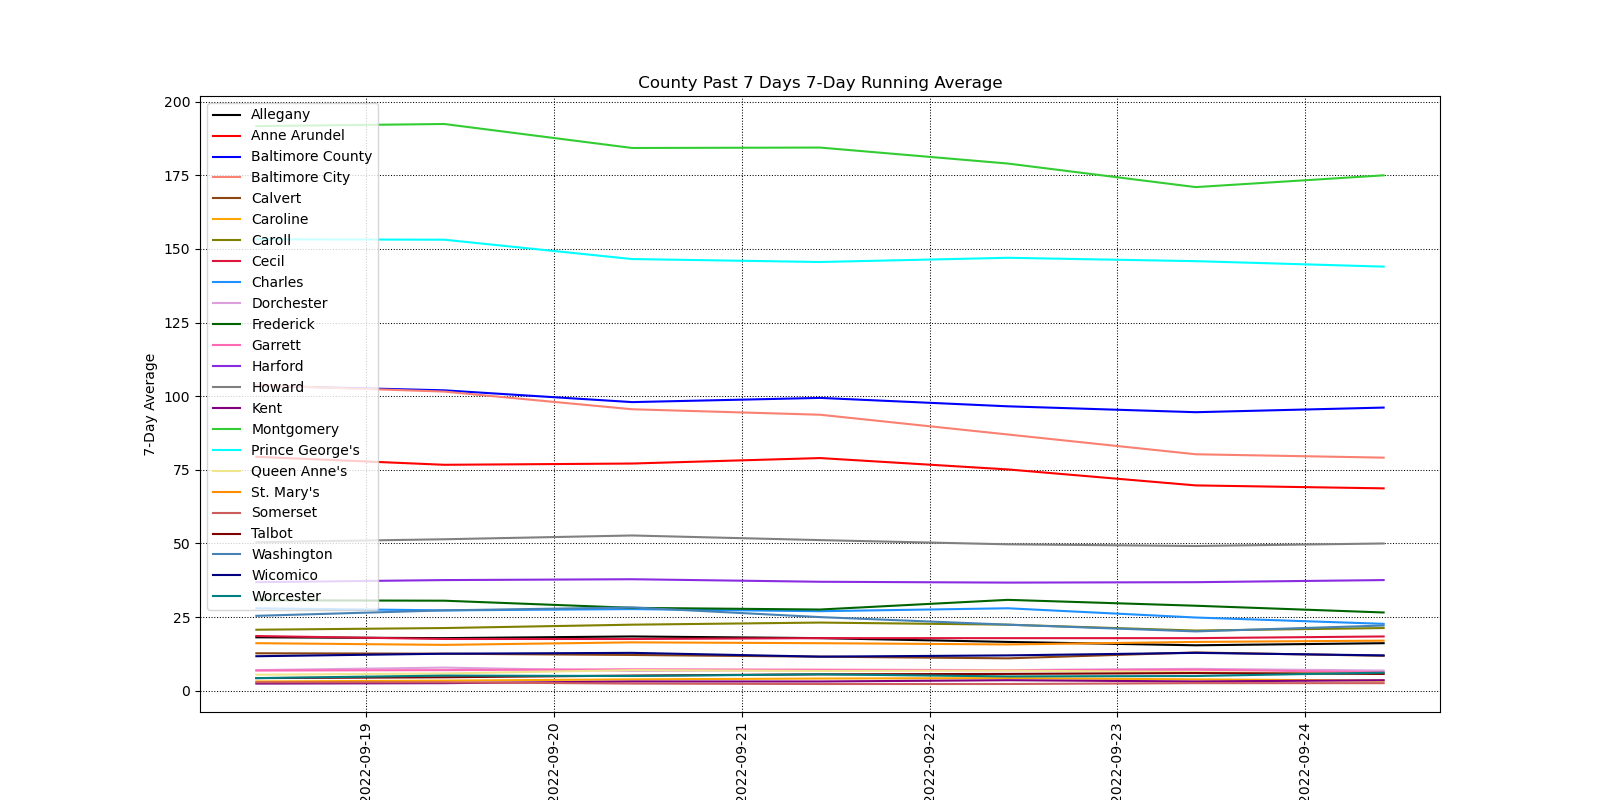 County Past 7 Days 7-Day Running Average
200
175
150
125
100
75
50
25
0
7-Day Average
Allegany
Anne Arundel
Baltimore County
Baltimore City
Calvert
Caroline
Caroll
Cecil
Charles
Dorchester
Frederick
Garrett
Harford
Howard
Kent
Montgomery
Prince George's
Queen Anne's
St. Mary's
Somerset
Talbot
Washington
Wicomico
Worcester
2022-09-19
2022-09-20
2022-09-21
2022-09-22
2022-09-23
2022-09-24